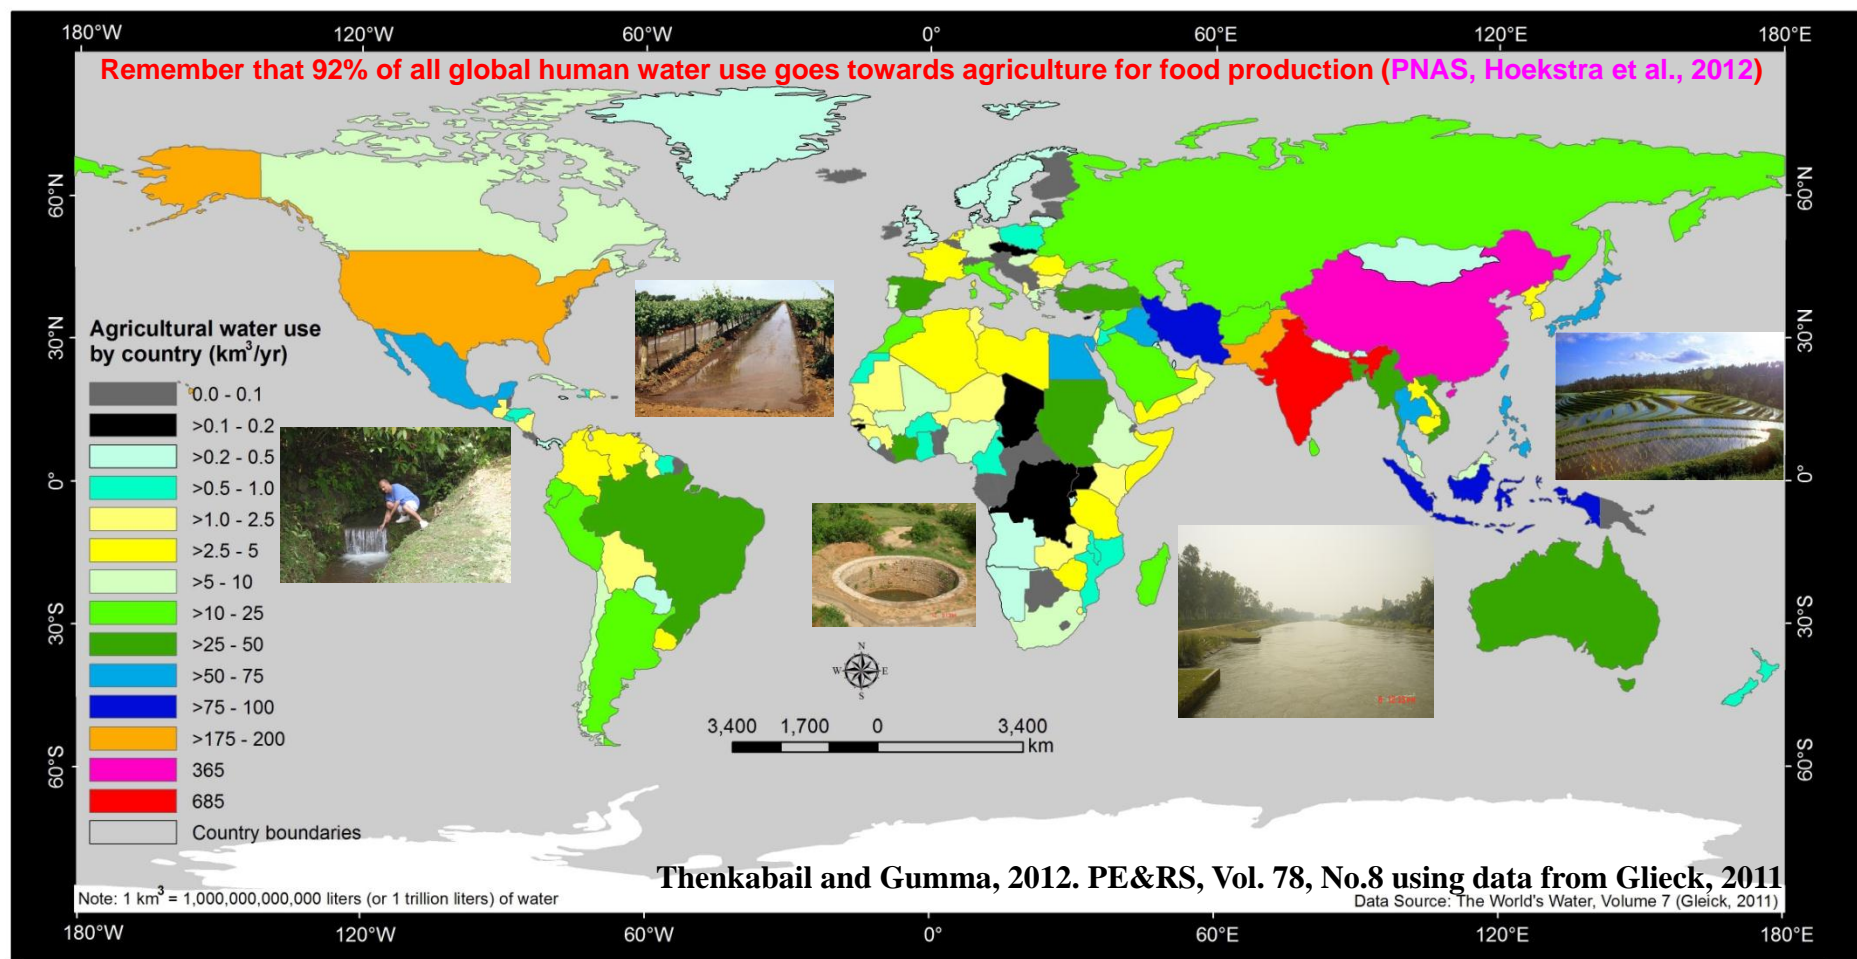 180°W 120°W 60°W 0° 60°E 120°E 180°E
Remember that 92% of all global human water use goes towards agriculture for food production (PNAS, Hoekstra et al., 2012)
60°N
60°N
30°N
30°N
Agricultural water use
by country (km3/yr)
0.0 - 0.1
>0.1 - 0.2
>0.2 - 0.5
>0.5 - 1.0
>1.0 - 2.5
>2.5 - 5
>5 - 10
>10 - 25
>25 - 50
>50 - 75
>75 - 100
>175 - 200
365
685
Country boundaries
0°
0°
30°S
30°S
N
W E
S
3,400 1,700 0 3,400
km
60°S
60°S
Thenkabail and Gumma, 2012. PE&RS, Vol. 78, No.8 using data from Glieck, 2011
Note: 1 km3 = 1,000,000,000,000 liters (or 1 trillion liters) of water
Data Source: The World's Water, Volume 7 (Gleick, 2011)
180°W 120°W 60°W 0° 60°E 120°E 180°E